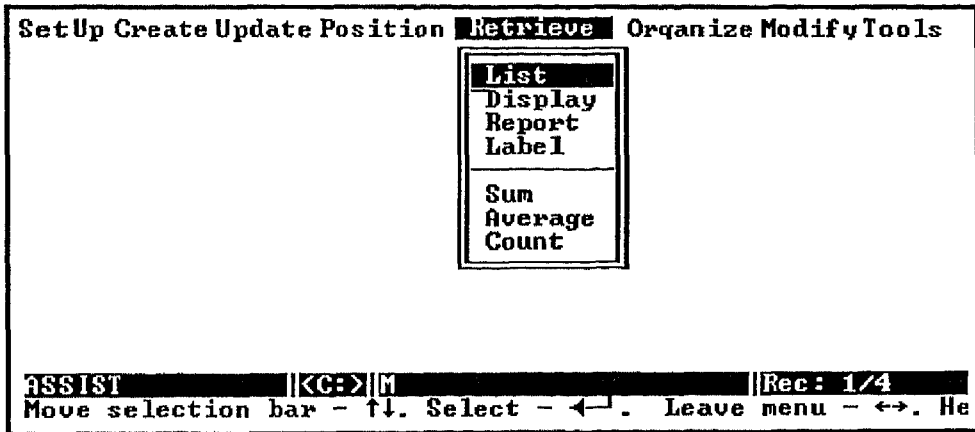 SetUp Create Update Position Retrieve Organize Modify Tools
List
Display
Report
Label
Sum
Average
Count
ASSIST ||<C:>||M ||Rec: 1/4
Move selection bar - ↑↓. Select - ←┘. Leave menu - ↔. He